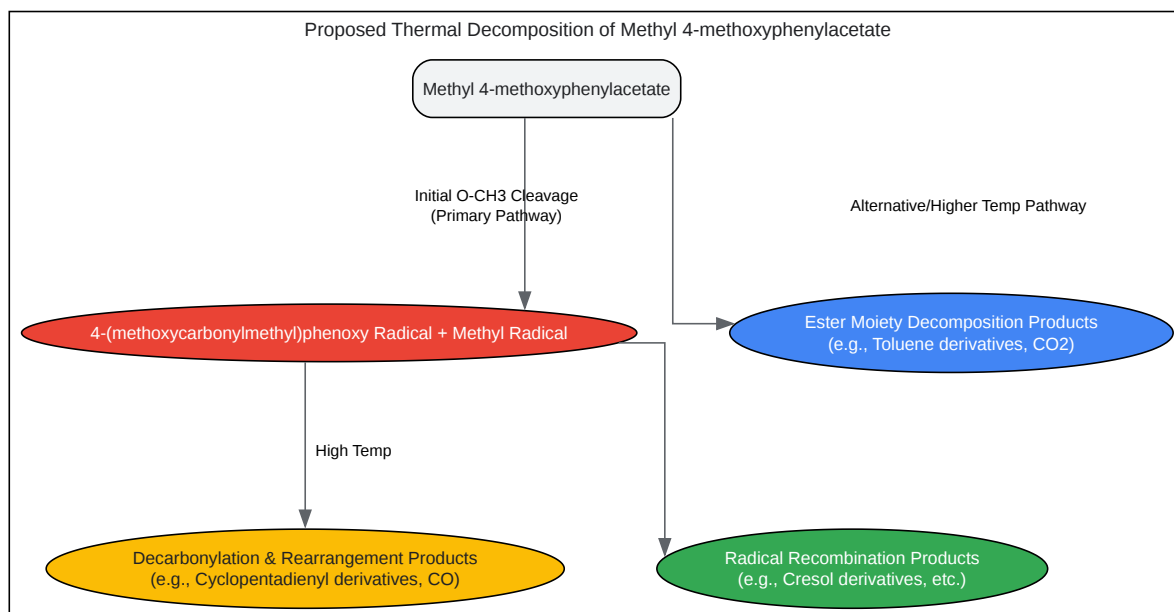 Proposed Thermal Decomposition of Methyl 4-methoxyphenylacetate
Methyl 4-methoxyphenylacetate
Initial O-CH3 Cleavage
(Primary Pathway)
Alternative/Higher Temp Pathway
4-(methoxycarbonylmethyl)phenoxy Radical + Methyl Radical
Ester Moiety Decomposition Products
(e.g., Toluene derivatives, CO2)
High Temp
Decarbonylation & Rearrangement Products
(e.g., Cyclopentadienyl derivatives, CO)
Radical Recombination Products
(e.g., Cresol derivatives, etc.)